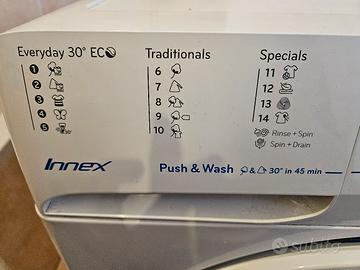 Everyday 30° ECO
1
2
3
4
5 30'
Traditionals
6
7
8
9
10
Specials
11
12
13
14
Rinse + Spin
Spin + Drain
Innex
Push & Wash & 30° in 45 min
subito